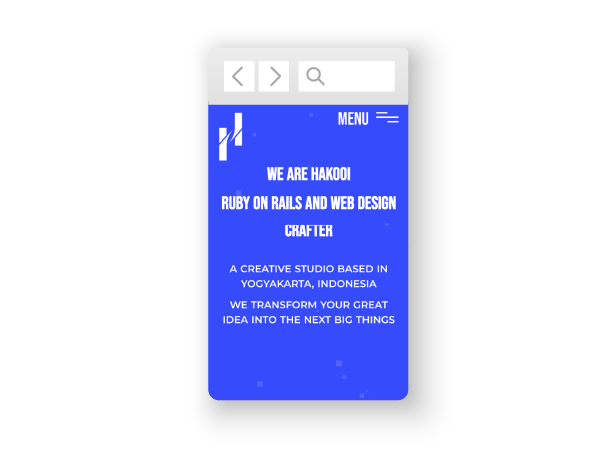 MENU
WE ARE HAKOOI
RUBY ON RAILS AND WEB DESIGN
CRAFTER
A CREATIVE STUDIO BASED IN
YOGYAKARTA, INDONESIA
WE TRANSFORM YOUR GREAT
IDEA INTO THE NEXT BIG THINGS